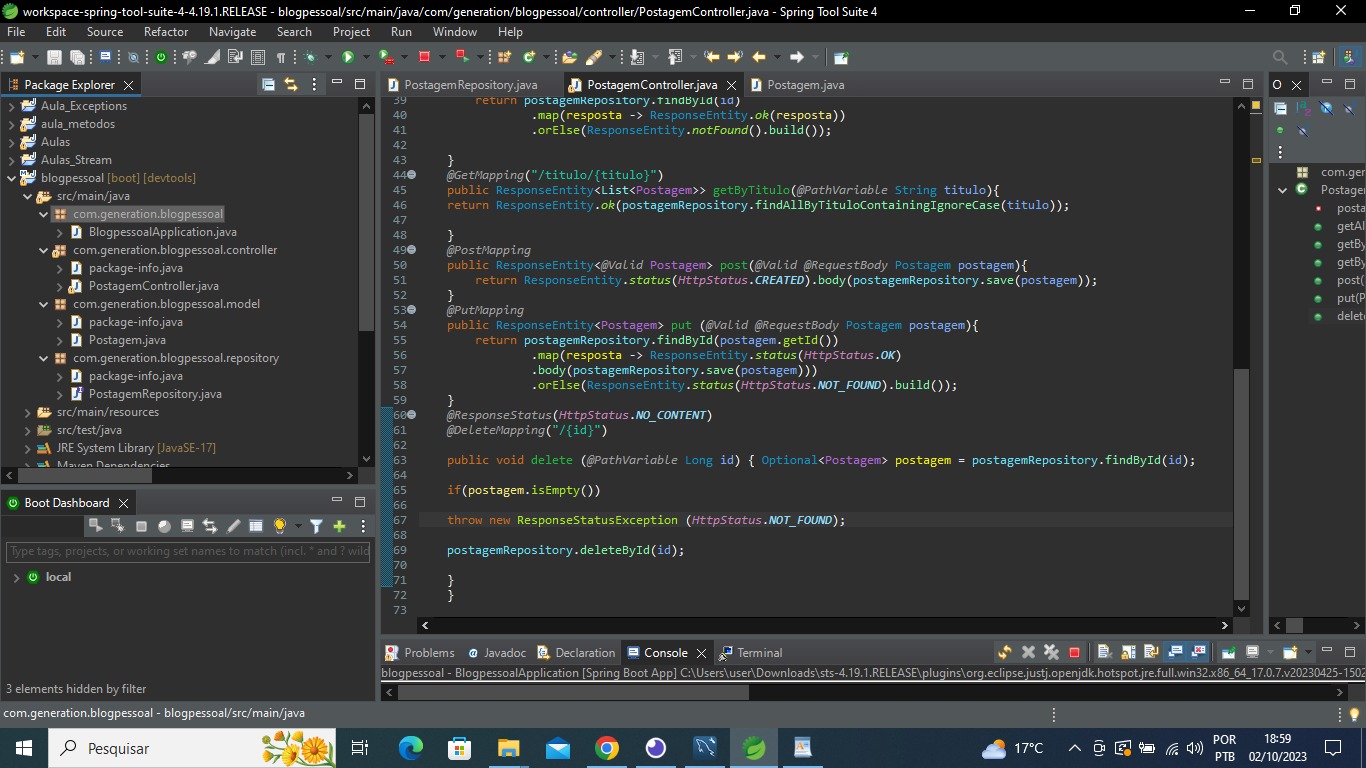 workspace-spring-tool-suite-4-4.19.1.RELEASE - blogpessoal/src/main/java/com/generation/blogpessoal/controller/PostagemController.java - Spring Tool Suite 4
File Edit Source Refactor Navigate Search Project Run Window Help
Package Explorer
PostagemRepository.java PostagemController.java Postagem.java
O
Aula_Exceptions
aula_metodos
Aulas
Aulas_Stream
blogpessoal [boot] [devtools]
src/main/java
com.generation.blogpessoal
BlogpessoalApplication.java
com.generation.blogpessoal.controller
package-info.java
PostagemController.java
com.generation.blogpessoal.model
package-info.java
Postagem.java
com.generation.blogpessoal.repository
package-info.java
PostagemRepository.java
src/main/resources
src/test/java
JRE System Library [JavaSE-17]
Maven Dependencies
39 return postagemRepository.findById(id)
40 .map(resposta -> ResponseEntity.ok(resposta))
41 .orElse(ResponseEntity.notFound().build());
42
43 }
44 @GetMapping("/titulo/{titulo}")
45 public ResponseEntity<List<Postagem>> getByTitulo(@PathVariable String titulo){
46 return ResponseEntity.ok(postagemRepository.findAllByTituloContainingIgnoreCase(titulo));
47
48 }
49 @PostMapping
50 public ResponseEntity<@Valid Postagem> post(@Valid @RequestBody Postagem postagem){
51 return ResponseEntity.status(HttpStatus.CREATED).body(postagemRepository.save(postagem));
52 }
53 @PutMapping
54 public ResponseEntity<Postagem> put (@Valid @RequestBody Postagem postagem){
55 return postagemRepository.findById(postagem.getId())
56 .map(resposta -> ResponseEntity.status(HttpStatus.OK)
57 .body(postagemRepository.save(postagem)))
58 .orElse(ResponseEntity.status(HttpStatus.NOT_FOUND).build());
59 }
60 @ResponseStatus(HttpStatus.NO_CONTENT)
61 @DeleteMapping("/{id}")
62
63 public void delete (@PathVariable Long id) { Optional<Postagem> postagem = postagemRepository.findById(id);
64
65 if(postagem.isEmpty())
66
67 throw new ResponseStatusException (HttpStatus.NOT_FOUND);
68
69 postagemRepository.deleteById(id);
70
71 }
72 }
73
com.ger
Postage
posta
getAl
getBy
getBy
post(
put(P
delet
Boot Dashboard
Type tags, projects, or working set names to match (incl. * and ? wild
local
3 elements hidden by filter
Problems Javadoc Declaration Console Terminal
blogpessoal - BlogpessoalApplication [Spring Boot App] C:\Users\user\Downloads\sts-4.19.1.RELEASE\plugins\org.eclipse.justj.openjdk.hotspot.jre.full.win32.x86_64_17.0.7.v20230425-1502
com.generation.blogpessoal - blogpessoal/src/main/java
Pesquisar
17°C
POR
PTB
18:59
02/10/2023